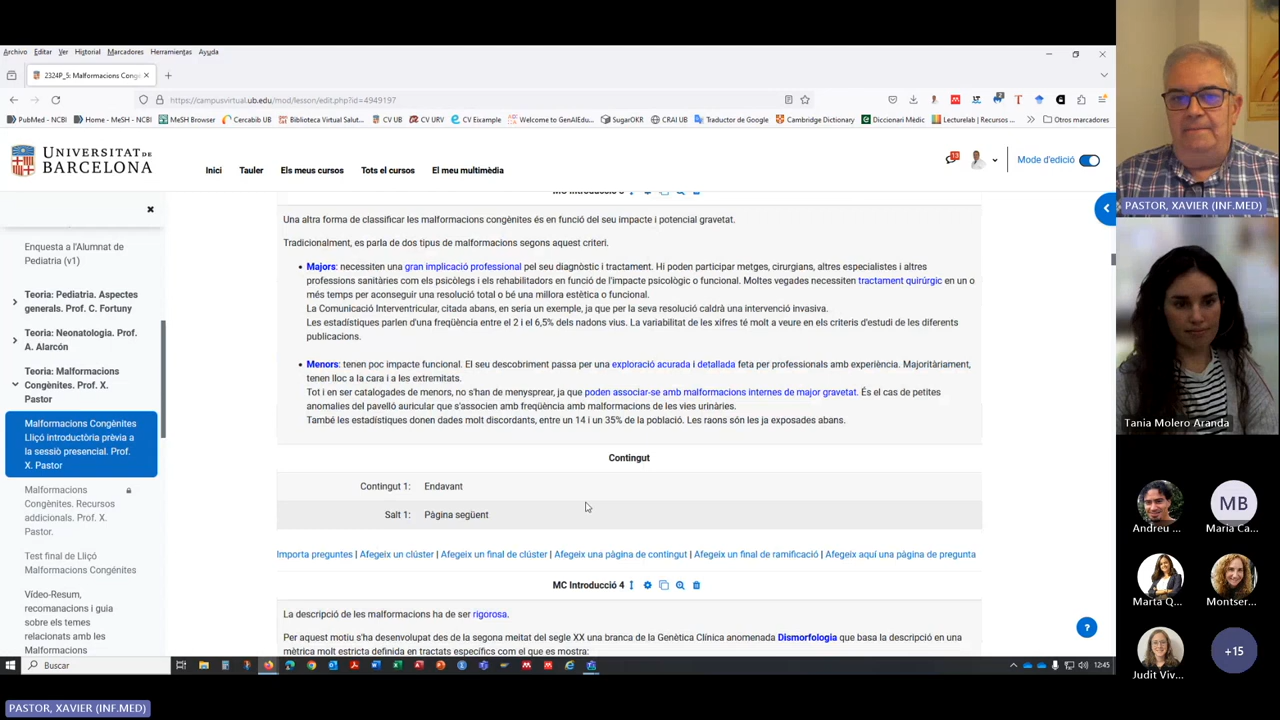 Archivo Editar Ver Historial Marcadores Herramientas Ayuda
2324P_5: Malformacions Conge
https://campusvirtual.ub.edu/mod/lesson/edit.php?id=4949197
PubMed - NCBI Home - MeSH - NCBI MeSH Browser Cercabib UB Biblioteca Virtual Salut... CV UB CV URV CV Eixample Welcome to GenAIEdu... SugarOKR CRAI UB Traductor de Google Cambridge Dictionary Diccionari Mèdic Lecturelab | Recursos ... Otros marcadores
UNIVERSITAT DE
BARCELONA
Inici Tauler Els meus cursos Tots el cursos El meu multimèdia
13
Mode d'edició
Enquesta a l'Alumnat de
Pediatria (v1)
Teoria: Pediatria. Aspectes
generals. Prof. C. Fortuny
Teoria: Neonatologia. Prof.
A. Alarcón
Teoria: Malformacions
Congènites. Prof. X.
Pastor
Malformacions Congènites
Lliçó introductòria prèvia a
la sessiò presencial. Prof.
X. Pastor
Malformacions
Congènites. Recursos
addicionals. Prof. X.
Pastor.
Test final de Lliçó
Malformacions Congénites
Vídeo-Resum,
recomanacions i guia
sobre els temes
relacionats amb les
Malformacions
MC Introducció 3
Una altra forma de classificar les malformacions congènites és en funció del seu impacte i potencial gravetat.
Tradicionalment, es parla de dos tipus de malformacions segons aquest criteri.
Majors: necessiten una gran implicació professional pel seu diagnòstic i tractament. Hi poden participar metges, cirurgians, altres especialistes i altres
professions sanitàries com els psicòlegs i els rehabilitadors en funció de l'impacte psicològic o funcional. Moltes vegades necessiten tractament quirúrgic en un o
més temps per aconseguir una resolució total o bé una millora estètica o funcional.
La Comunicació Interventricular, citada abans, en seria un exemple, ja que per la seva resolució caldrà una intervenció invasiva.
Les estadístiques parlen d'una freqüència entre el 2 i el 6,5% dels nadons vius. La variabilitat de les xifres té molt a veure en els criteris d'estudi de les diferents
publicacions.
Menors: tenen poc impacte funcional. El seu descobriment passa per una exploració acurada i detallada feta per professionals amb experiència. Majoritàriament,
tenen lloc a la cara i a les extremitats.
Tot i en ser catalogades de menors, no s'han de menysprear, ja que poden associar-se amb malformacions internes de major gravetat. És el cas de petites
anomalies del pavelló auricular que s'associen amb freqüència amb malformacions de les vies urinàries.
També les estadístiques donen dades molt discordants, entre un 14 i un 35% de la població. Les raons són les ja exposades abans.
Contingut
Contingut 1: Endavant
Salt 1: Pàgina següent
Importa preguntes | Afegeix un clúster | Afegeix un final de clúster | Afegeix una pàgina de contingut | Afegeix un final de ramificació | Afegeix aquí una pàgina de pregunta
MC Introducció 4
La descripció de les malformacions ha de ser rigorosa.
Per aquest motiu s'ha desenvolupat des de la segona meitat del segle XX una branca de la Genètica Clínica anomenada Dismorfologia que basa la descripció en una
mètrica molt estricta definida en tractats específics com el que es mostra:
?
Buscar
12:45
PASTOR, XAVIER (INF.MED)
PASTOR, XAVIER (INF.MED)
Tania Molero Aranda
Andreu ...
MB
Maria Ca...
Marta Q...
Montser...
Judit Viv...
+15